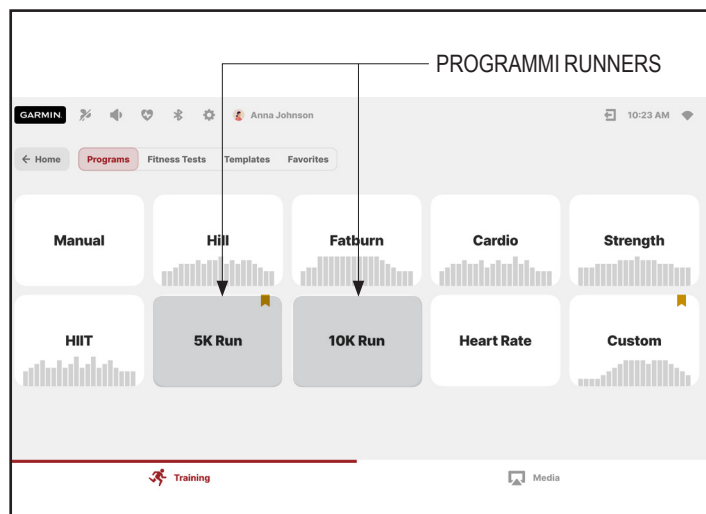 PROGRAMMI RUNNERS
GARMIN. Anna Johnson 10:23 AM
← Home Programs Fitness Tests Templates Favorites
Manual Hill Fatburn Cardio Strength
HIIT 5K Run 10K Run Heart Rate Custom
Training Media